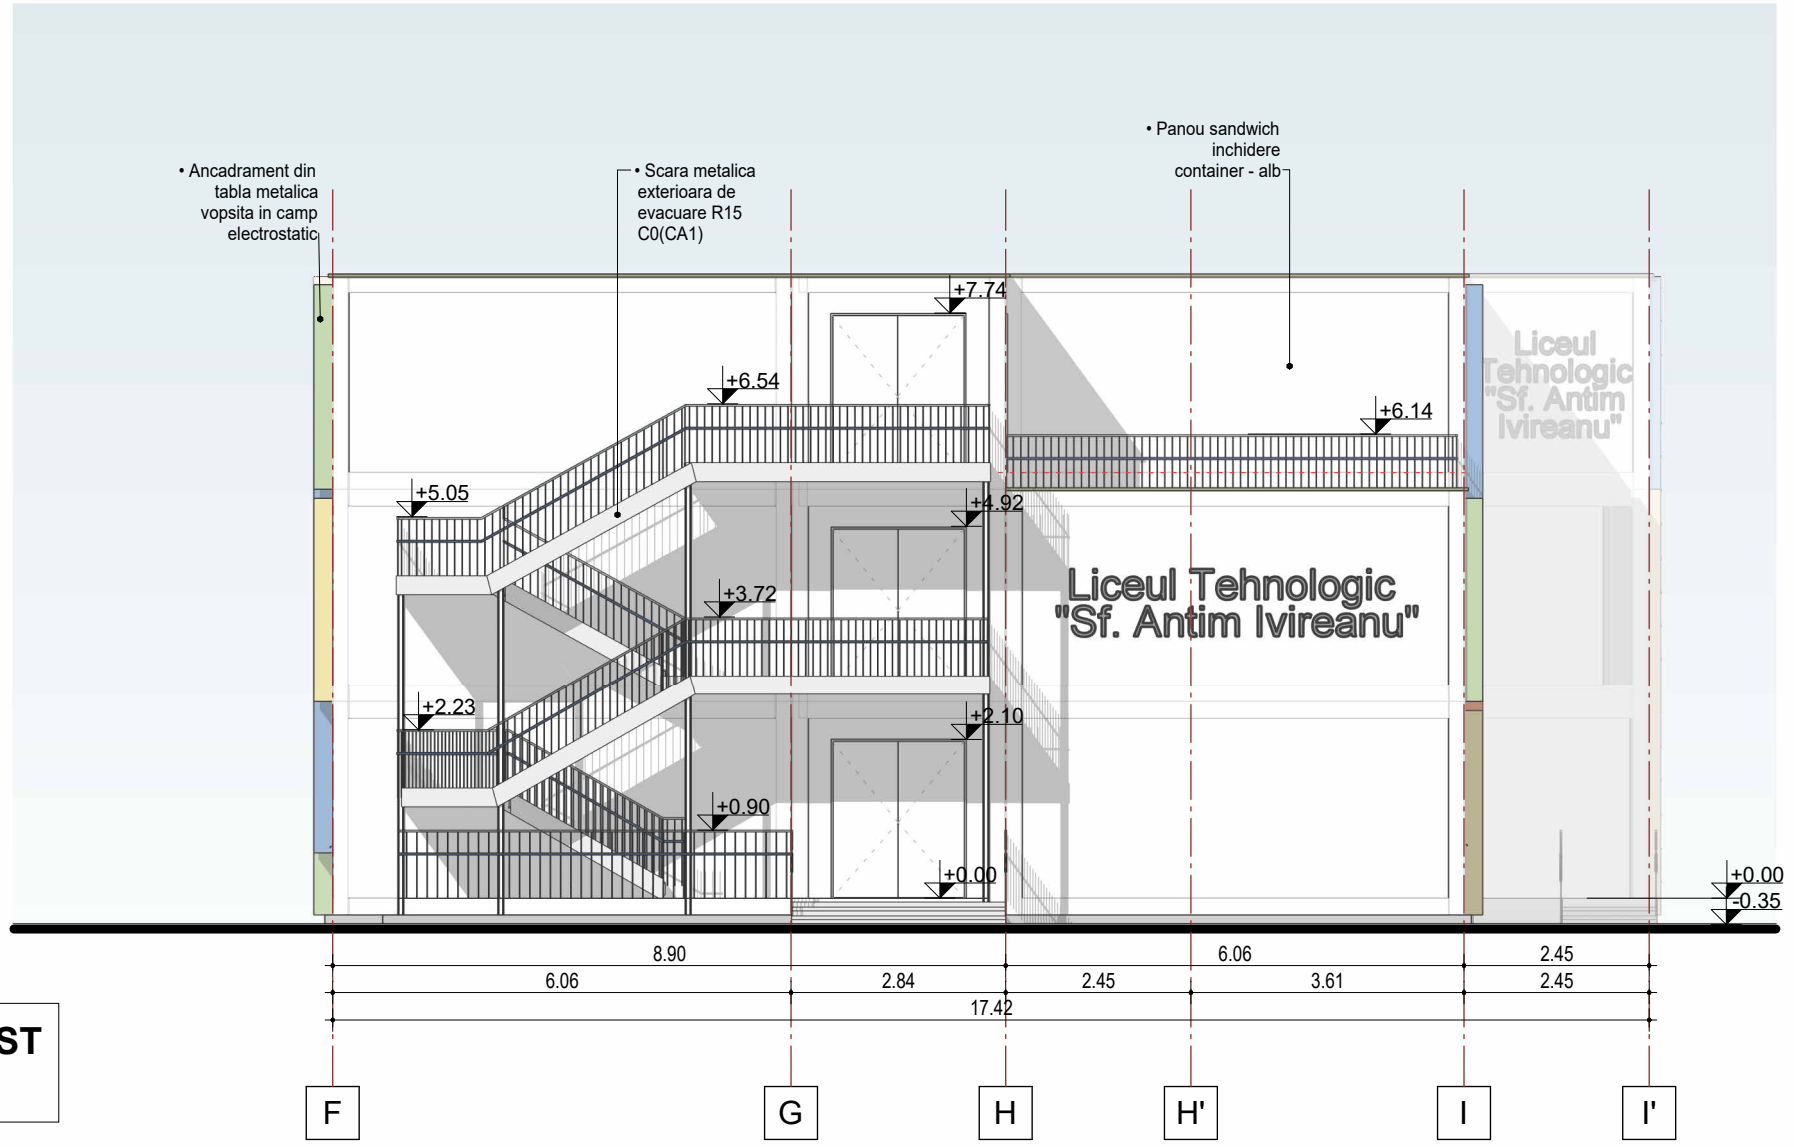 • Panou sandwich
inchidere
container - alb
• Ancadrament din
tabla metalica
vopsita in camp
electrostatic
• Scara metalica
exterioara de
evacuare R15
C0(CA1)
+7.74
Liceul
Tehnologic
"Sf. Antim
Ivireanu"
+6.54
+6.14
+5.05
+4.92
Liceul Tehnologic
"Sf. Antim Ivireanu"
+3.72
+2.23
+2.10
+0.90
+0.00
+0.00
-0.35
8.90
6.06
2.45
6.06
2.84
2.45
3.61
2.45
17.42
ST
F
G
H
H'
I
I'